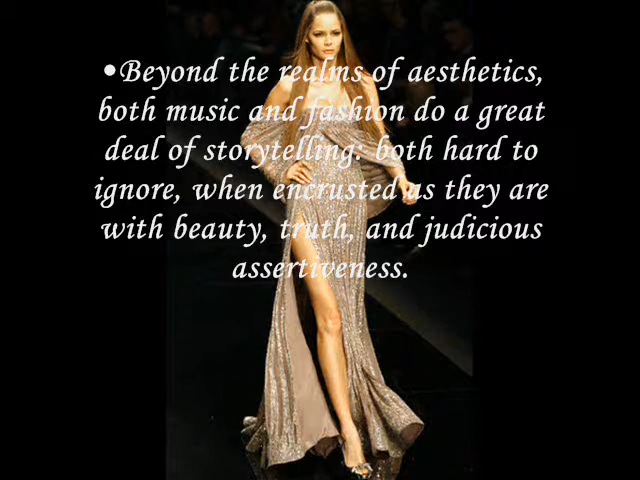 •Beyond the realms of aesthetics,
both music and fashion do a great
deal of storytelling: both hard to
ignore, when encrusted as they are
with beauty, truth, and judicious
assertiveness.